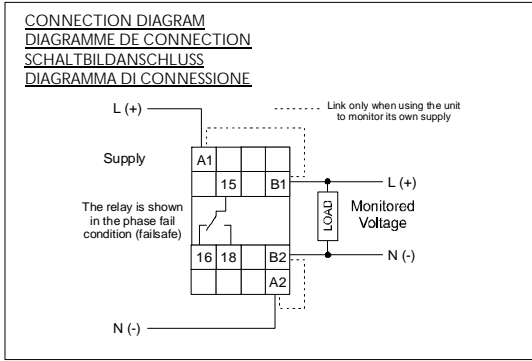 CONNECTION DIAGRAM
DIAGRAMME DE CONNECTION
SCHALTBILDANSCHLUSS
DIAGRAMMA DI CONNESSIONE
L (+)
Link only when using the unit
to monitor its own supply
Supply
A1
15
B1
L (+)
The relay is shown
in the phase fail
condition (failsafe)
LOAD
Monitored
Voltage
16
18
B2
N (-)
A2
N (-)